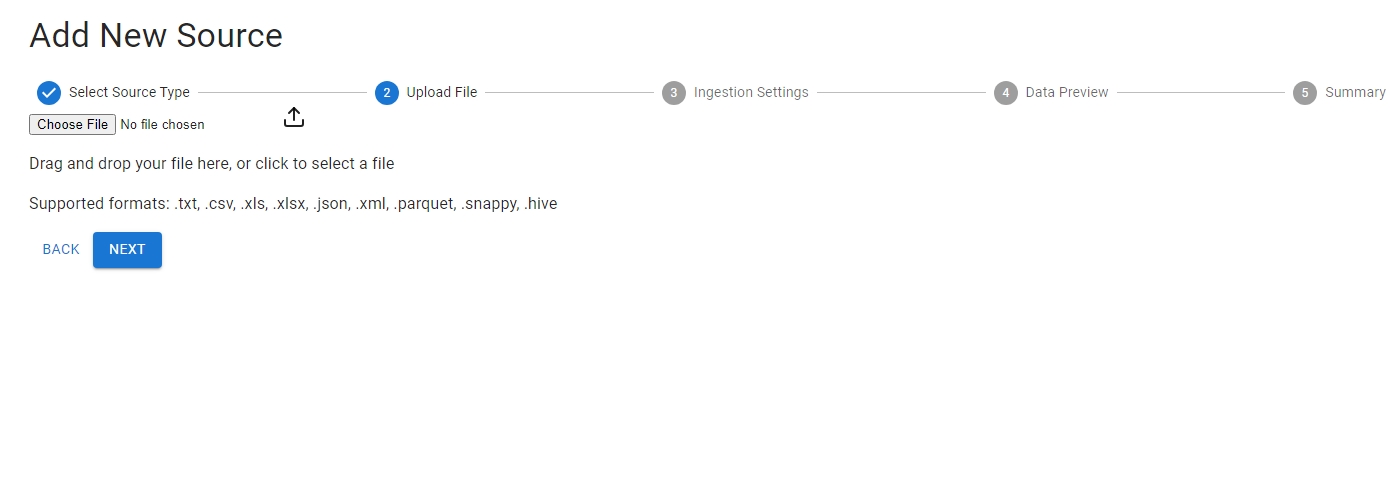 Add New Source
Select Source Type 2 Upload File 3 Ingestion Settings 4 Data Preview 5 Summary
Choose File No file chosen
Drag and drop your file here, or click to select a file
Supported formats: .txt, .csv, .xls, .xlsx, .json, .xml, .parquet, .snappy, .hive
BACK NEXT